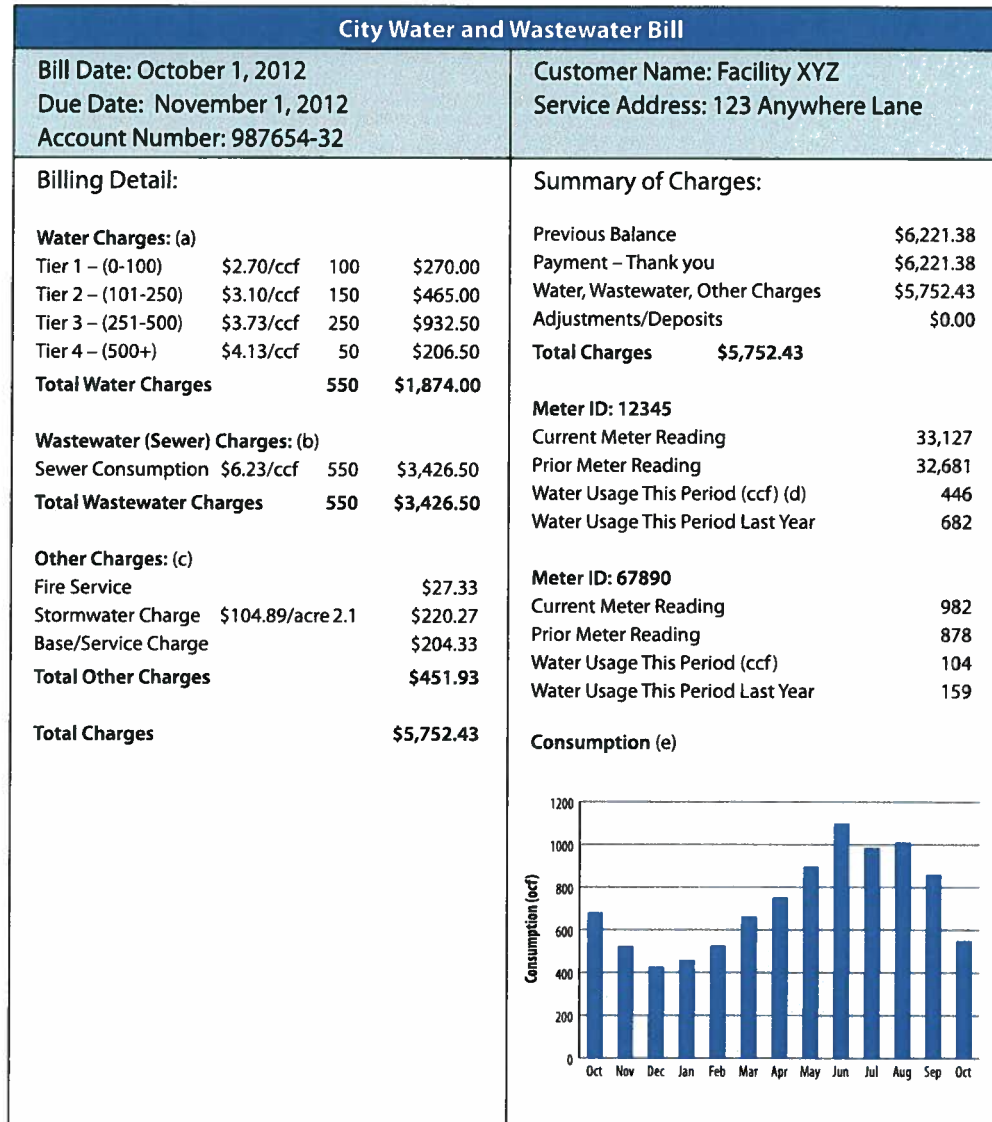 City Water and Wastewater Bill
Bill Date: October 1, 2012
Due Date: November 1, 2012
Account Number: 987654-32
Customer Name: Facility XYZ
Service Address: 123 Anywhere Lane
Billing Detail:
Water Charges: (a)
Tier 1 – (0-100) $2.70/ccf 100 $270.00
Tier 2 – (101-250) $3.10/ccf 150 $465.00
Tier 3 – (251-500) $3.73/ccf 250 $932.50
Tier 4 – (500+) $4.13/ccf 50 $206.50
Total Water Charges 550 $1,874.00
Wastewater (Sewer) Charges: (b)
Sewer Consumption $6.23/ccf 550 $3,426.50
Total Wastewater Charges 550 $3,426.50
Other Charges: (c)
Fire Service $27.33
Stormwater Charge $104.89/acre 2.1 $220.27
Base/Service Charge $204.33
Total Other Charges $451.93
Total Charges $5,752.43
Summary of Charges:
Previous Balance $6,221.38
Payment – Thank you $6,221.38
Water, Wastewater, Other Charges $5,752.43
Adjustments/Deposits $0.00
Total Charges $5,752.43
Meter ID: 12345
Current Meter Reading 33,127
Prior Meter Reading 32,681
Water Usage This Period (ccf) (d) 446
Water Usage This Period Last Year 682
Meter ID: 67890
Current Meter Reading 982
Prior Meter Reading 878
Water Usage This Period (ccf) 104
Water Usage This Period Last Year 159
Consumption (e)
Consumption (ocf)
1200
1000
800
600
400
200
0
Oct Nov Dec Jan Feb Mar Apr May Jun Jul Aug Sep Oct